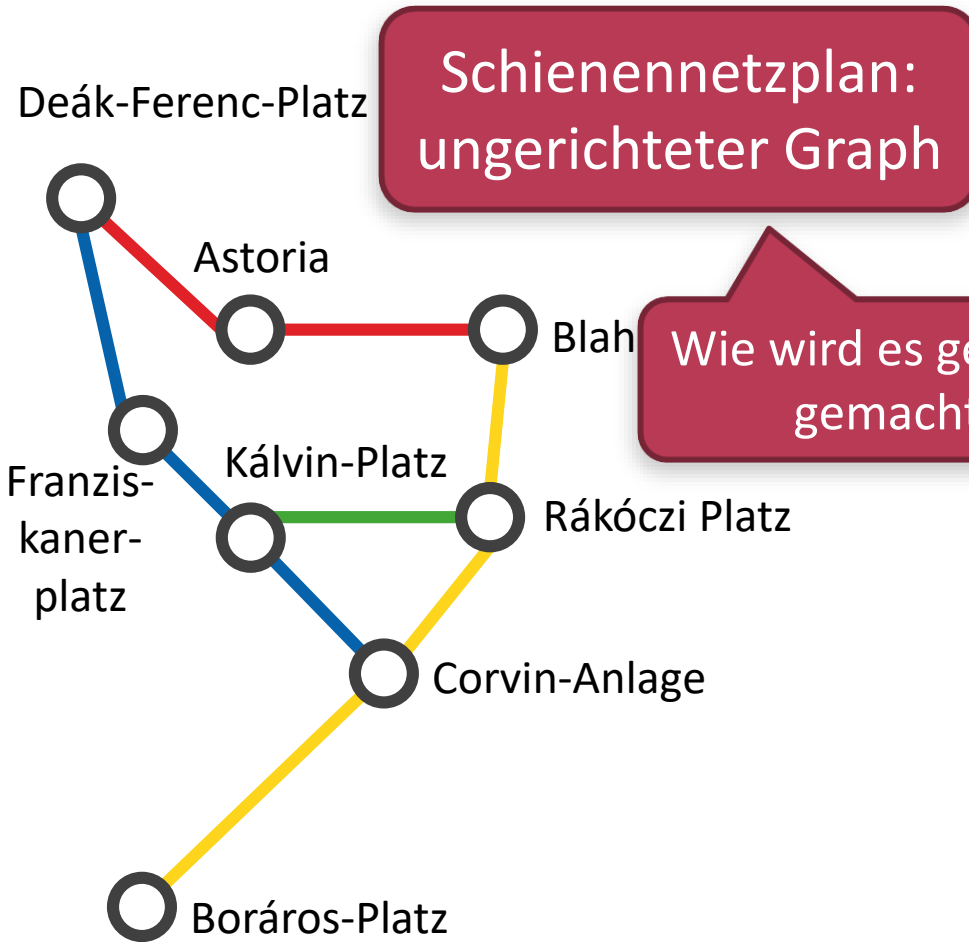 Schienennetzplan:
ungerichteter Graph
Deák-Ferenc-Platz
Astoria
Wie wird es
gemacht
Kálvin-Platz
Franzis-
kaner-
platz
Rákóczi Platz
Corvin-Anlage
Boráros-Platz